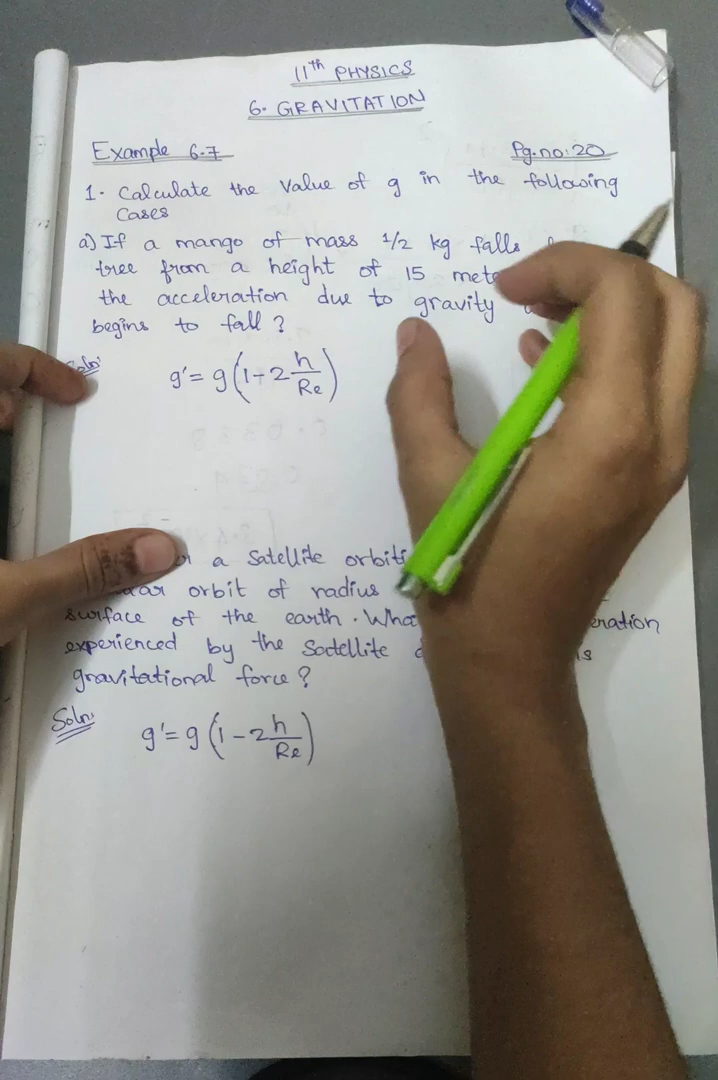 11th PHYSICS
6. GRAVITATION
Example 6.7 Pg.no:20
1. Calculate the Value of g in the following
Cases
a) If a mango of mass 1/2 kg falls
tree from a height of 15
the acceleration due to gravity
begins to fall?
Soln:
g' = g(1-2 h/Re)
a Satellite
orbit of radius
surface of the earth.
experienced by the Satellite
gravitational force?
Soln:
g' = g(1-2 h/Re)